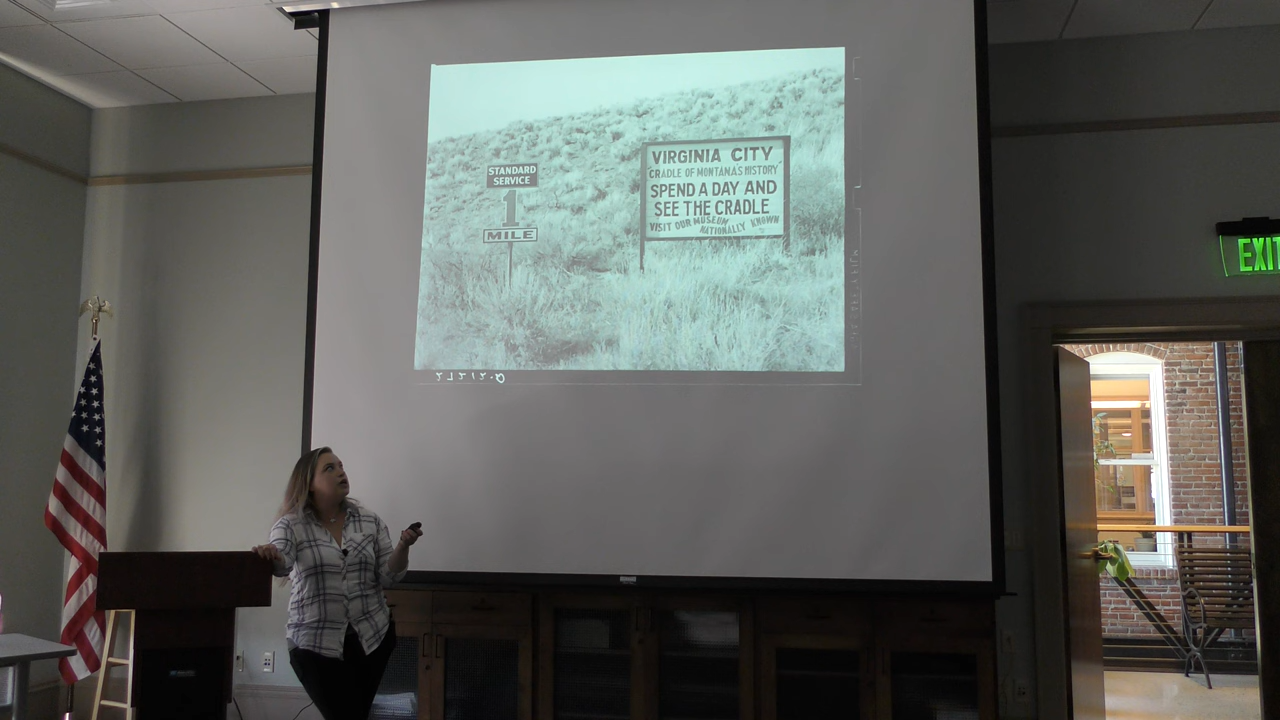 STANDARD
SERVICE
1
MILE
VIRGINIA CITY
"CRADLE OF MONTANAS HISTORY"
SPEND A DAY AND
SEE THE CRADLE
VISIT OUR MUSEUM
NATIONALLY KNOWN
EXIT